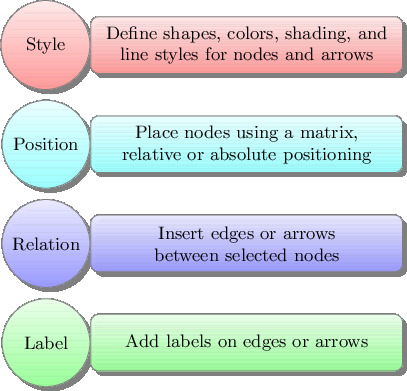 Style
Define shapes, colors, shading, and
line styles for nodes and arrows
Position
Place nodes using a matrix,
relative or absolute positioning
Relation
Insert edges or arrows
between selected nodes
Label
Add labels on edges or arrows